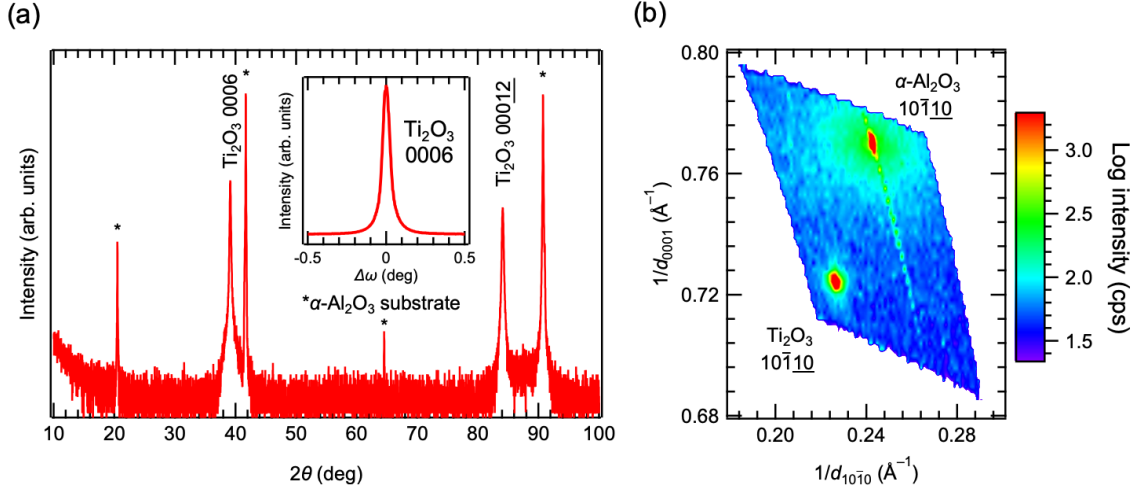 (a)
Intensity (arb. units)
Ti₂O₃ 0006
*
*
Ti₂O₃ 00012
*
*
Intensity (arb. units)
Ti₂O₃
0006
-0.5 0 0.5
Δω (deg)
*α-Al₂O₃ substrate
10 20 30 40 50 60 70 80 90 100
2θ (deg)
(b)
0.80
0.76
0.72
0.68
1/d₀₀₀₁ (Å⁻¹)
α-Al₂O₃
101̄10
Ti₂O₃
101̄10
0.20 0.24 0.28
1/d₁₀₁̄₀ (Å⁻¹)
3.0
2.5
2.0
1.5
Log intensity (cps)